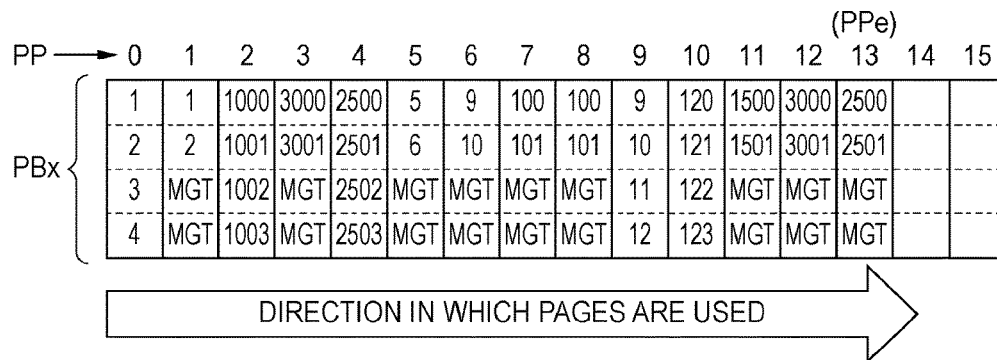 (PPe)
PP 0 1 2 3 4 5 6 7 8 9 10 11 12 13 14 15
1 1 1000 3000 2500 5 9 100 100 9 120 1500 3000 2500
2 2 1001 3001 2501 6 10 101 101 10 121 1501 3001 2501
PBx
3 MGT 1002 MGT 2502 MGT MGT MGT MGT 11 122 MGT MGT MGT
4 MGT 1003 MGT 2503 MGT MGT MGT MGT 12 123 MGT MGT MGT
DIRECTION IN WHICH PAGES ARE USED